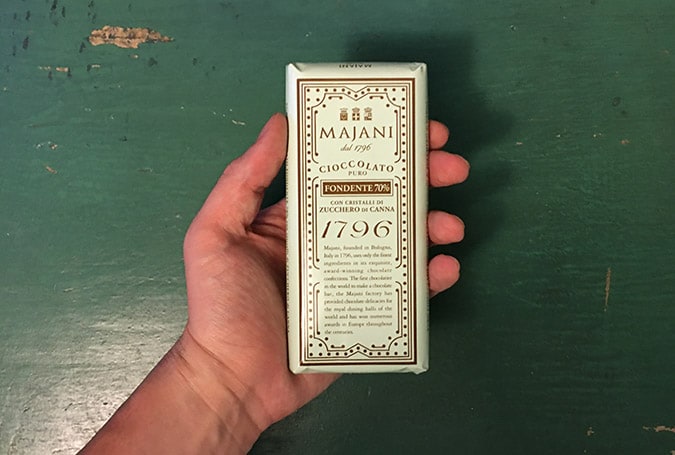 MAJANI
MAJANI
dal 1796
CIOCCOLATO
PURO
FONDENTE 70%
CON CRISTALLI DI
ZUCCHERO DI CANNA
1796
Majani, founded in Bologna,
Italy in 1796, uses only the finest
ingredients in its exquisite,
award-winning chocolate
confections. The first chocolatier
in the world to make a chocolate
bar, the Majani factory has
provided chocolate delicacies for
the royal dining halls of the
world and has won numerous
awards in Europe throughout
the centuries.